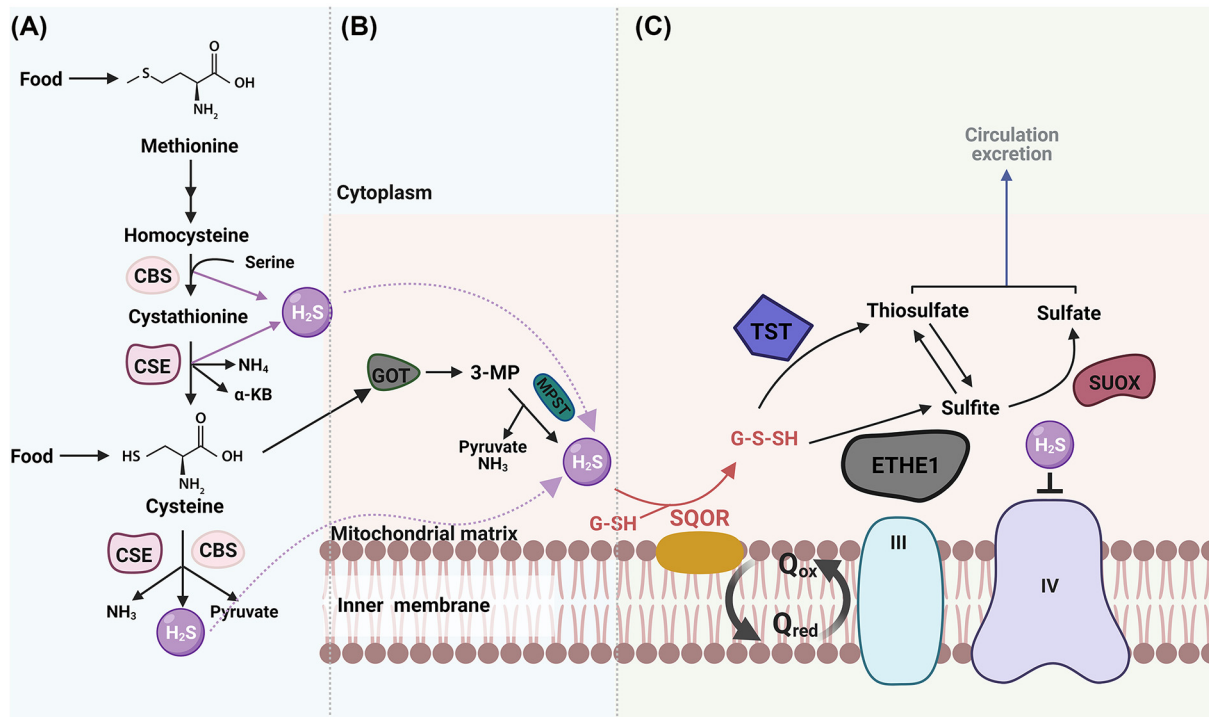 (A)
Food
S
O
OH
NH2
Methionine
Homocysteine
CBS
Serine
H2S
Cystathionine
CSE
NH4
α-KB
Food
HS
O
OH
NH2
Cysteine
CSE
CBS
NH3
H2S
Pyruvate
(B)
Cytoplasm
GOT
3-MP
MPST
Pyruvate
NH3
H2S
Mitochondrial matrix
Inner membrane
(C)
Circulation
excretion
TST
Thiosulfate
Sulfate
SUOX
Sulfite
G-S-SH
H2S
ETHE1
G-SH
SQOR
III
Qox
IV
Qred